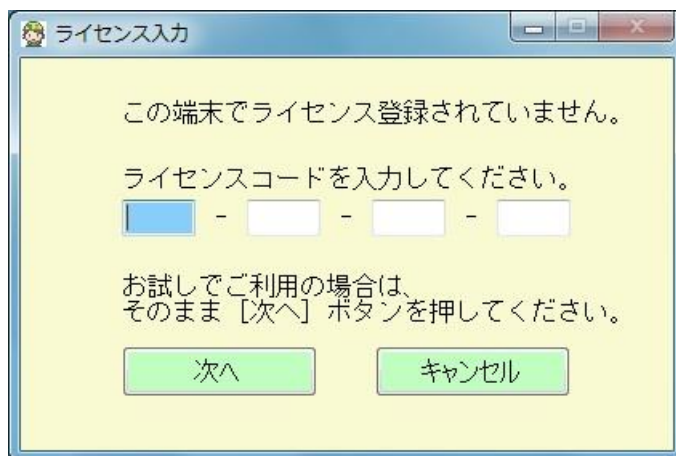 ライセンス入力
この端末でライセンス登録されていません。
ライセンスコードを入力してください。
- - -
お試しでご利用の場合は、
そのまま [次へ] ボタンを押してください。
次へ キャンセル